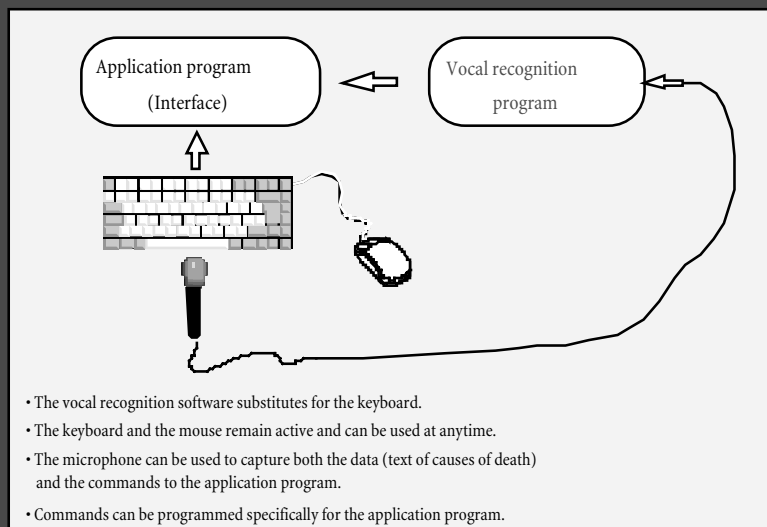 Application program
(Interface)
Vocal recognition
program
• The vocal recognition software substitutes for the keyboard.
• The keyboard and the mouse remain active and can be used at anytime.
• The microphone can be used to capture both the data (text of causes of death)
and the commands to the application program.
• Commands can be programmed specifically for the application program.